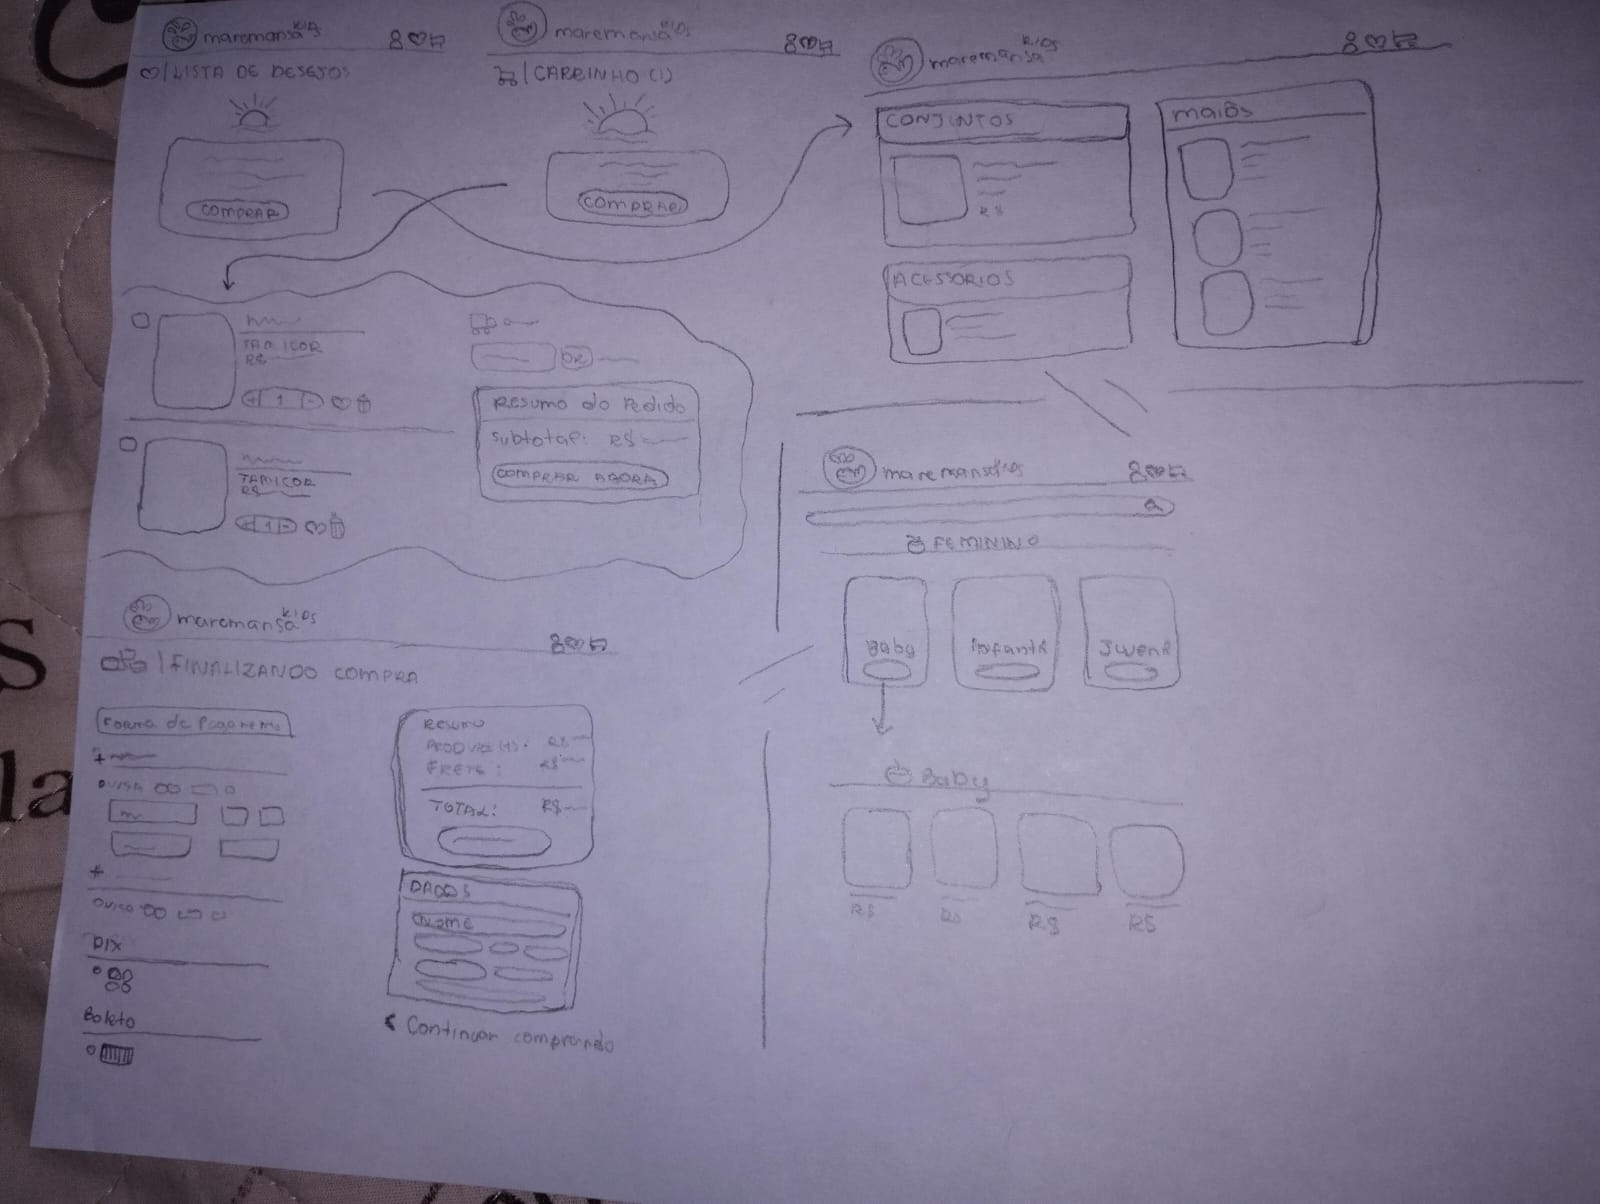 maremansa KIDS
♡ | LISTA DE DESEJOS
COMPRAR
maremansa KIDS
| CARRINHO (1)
COMPRAR
maremansa KIDS
CONJUNTOS
R$
ACESSORIOS
MAIÔS
TAM | COR
R$
+ 1 -
TAM | COR
R$
+ 1 -
OK
Resumo do Pedido
Subtotal: R$
COMPRAR AGORA
maremansa KIDS
| FINALIZANDO COMPRA
Forma de Pagamento
+
VISA
+
PIX
Boleto
RESUMO
R$
FRETE: R$
TOTAL: R$
DADOS
Nome
< Continuar comprando
maremansa KIDS
FEMININO
Baby
Infantil
Juvenil
Baby
R$
R$
R$
R$